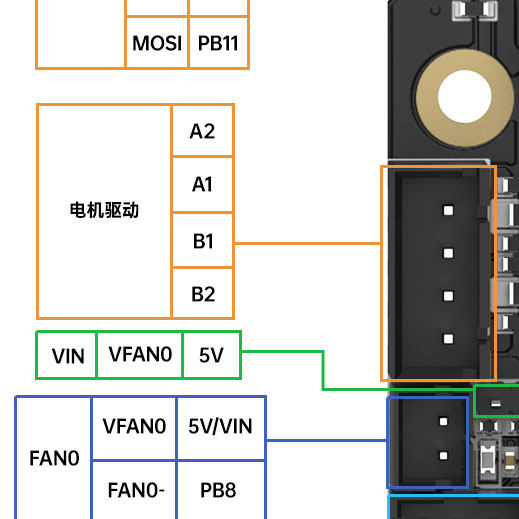 MOSI PB11
A2
A1
电机驱动
B1
B2
VIN VFAN0 5V
VFAN0 5V/VIN
FAN0
FAN0- PB8